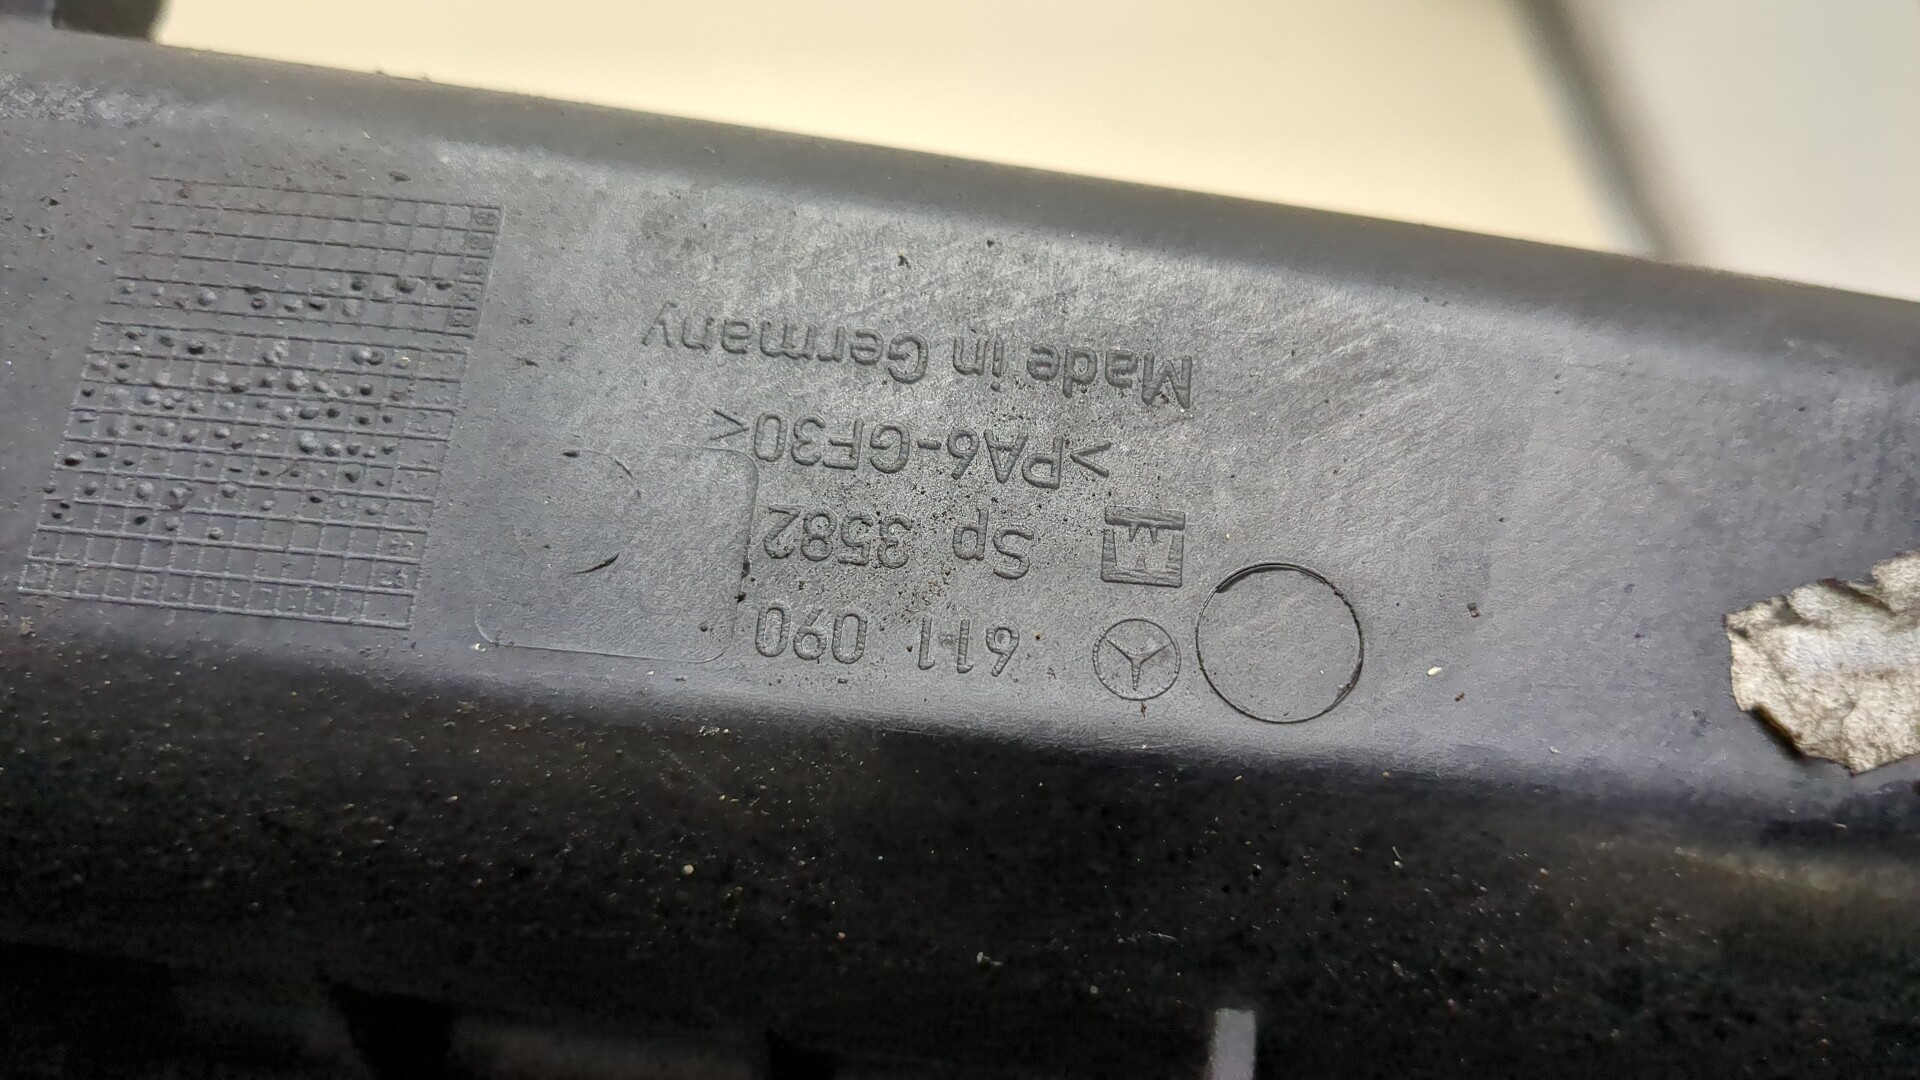 611 090
Sp 3582
>PA6-GF30<
Made in Germany